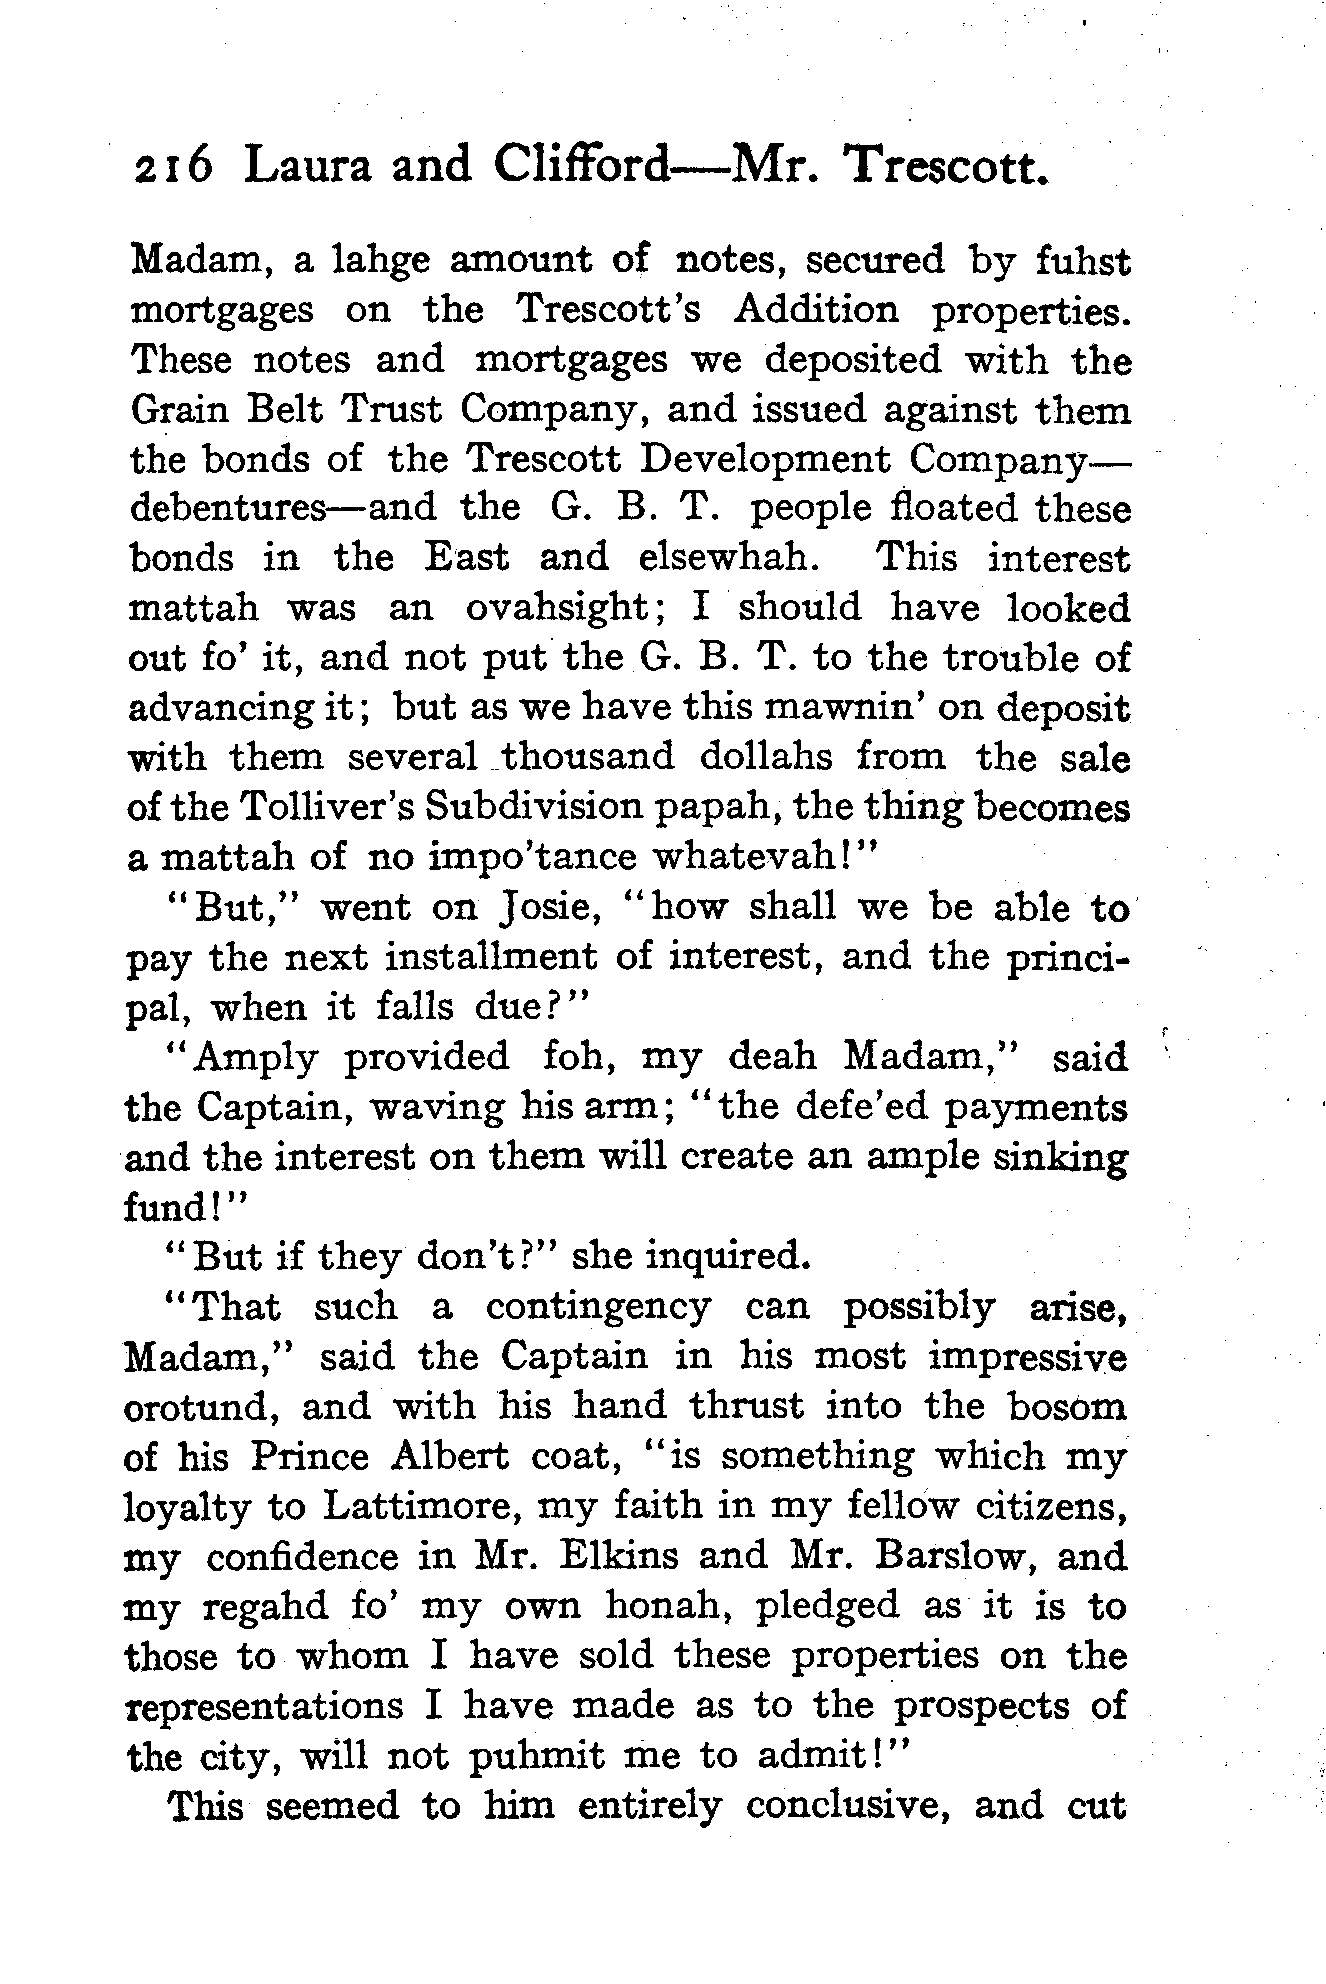 216 Laura and Clifford—Mr. Trescott.
Madam, a lahge amount of notes, secured by fuhst
mortgages on the Trescott's Addition properties.
These notes and mortgages we deposited with the
Grain Belt Trust Company, and issued against them
the bonds of the Trescott Development Company—
debentures—and the G. B. T. people floated these
bonds in the East and elsewhah. This interest
mattah was an ovahsight; I should have looked
out fo' it, and not put the G. B. T. to the trouble of
advancing it; but as we have this mawnin' on deposit
with them several thousand dollahs from the sale
of the Tolliver's Subdivision papah, the thing becomes
a mattah of no impo'tance whatevah!"
"But," went on Josie, "how shall we be able to
pay the next installment of interest, and the princi-
pal, when it falls due?"
"Amply provided foh, my deah Madam," said
the Captain, waving his arm; "the defe'ed payments
and the interest on them will create an ample sinking
fund!"
"But if they don't?" she inquired.
"That such a contingency can possibly arise,
Madam," said the Captain in his most impressive
orotund, and with his hand thrust into the bosom
of his Prince Albert coat, "is something which my
loyalty to Lattimore, my faith in my fellow citizens,
my confidence in Mr. Elkins and Mr. Barslow, and
my regahd fo' my own honah, pledged as it is to
those to whom I have sold these properties on the
representations I have made as to the prospects of
the city, will not puhmit me to admit!"
This seemed to him entirely conclusive, and cut